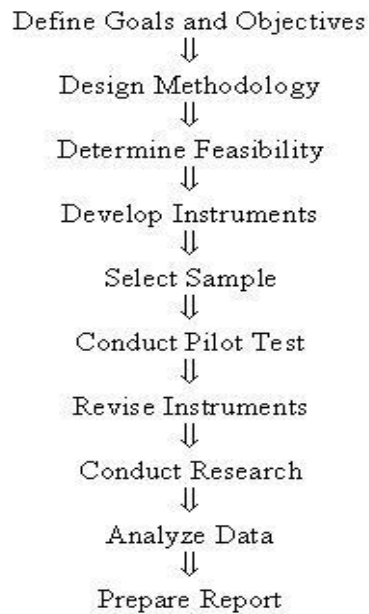 Define Goals and Objectives
⇓
Design Methodology
⇓
Determine Feasibility
⇓
Develop Instruments
⇓
Select Sample
⇓
Conduct Pilot Test
⇓
Revise Instruments
⇓
Conduct Research
⇓
Analyze Data
⇓
Prepare Report